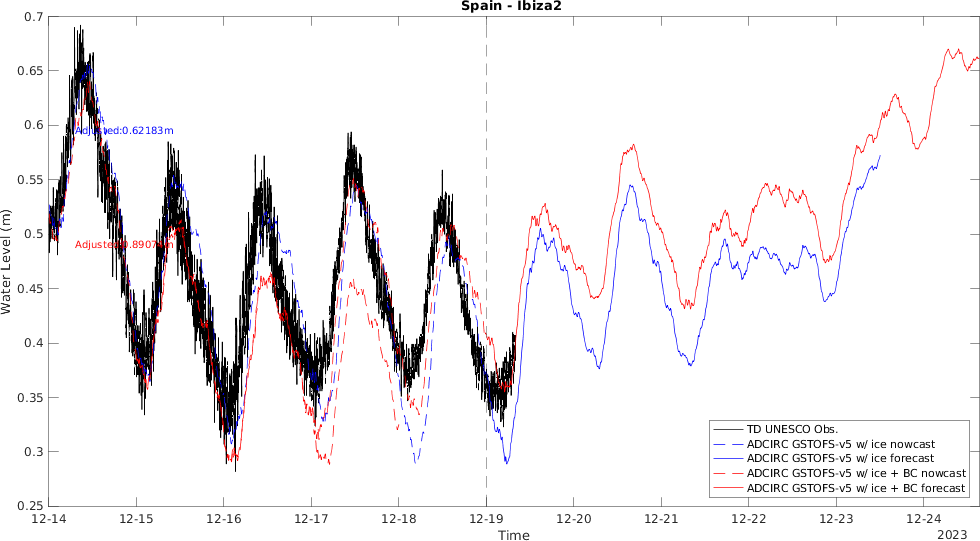 Spain - Ibiza2
0.7
0.65
0.6
0.55
0.5
0.45
0.4
0.35
0.3
0.25
Water Level (m)
Adjusted:0.62183m
TD UNESCO Obs.
ADCIRC GSTOFS-v5 w/ ice nowcast
ADCIRC GSTOFS-v5 w/ ice forecast
ADCIRC GSTOFS-v5 w/ ice + BC nowcast
ADCIRC GSTOFS-v5 w/ ice + BC forecast
12-14 12-15 12-16 12-17 12-18 12-19 12-20 12-21 12-22 12-23 12-24
Time
2023